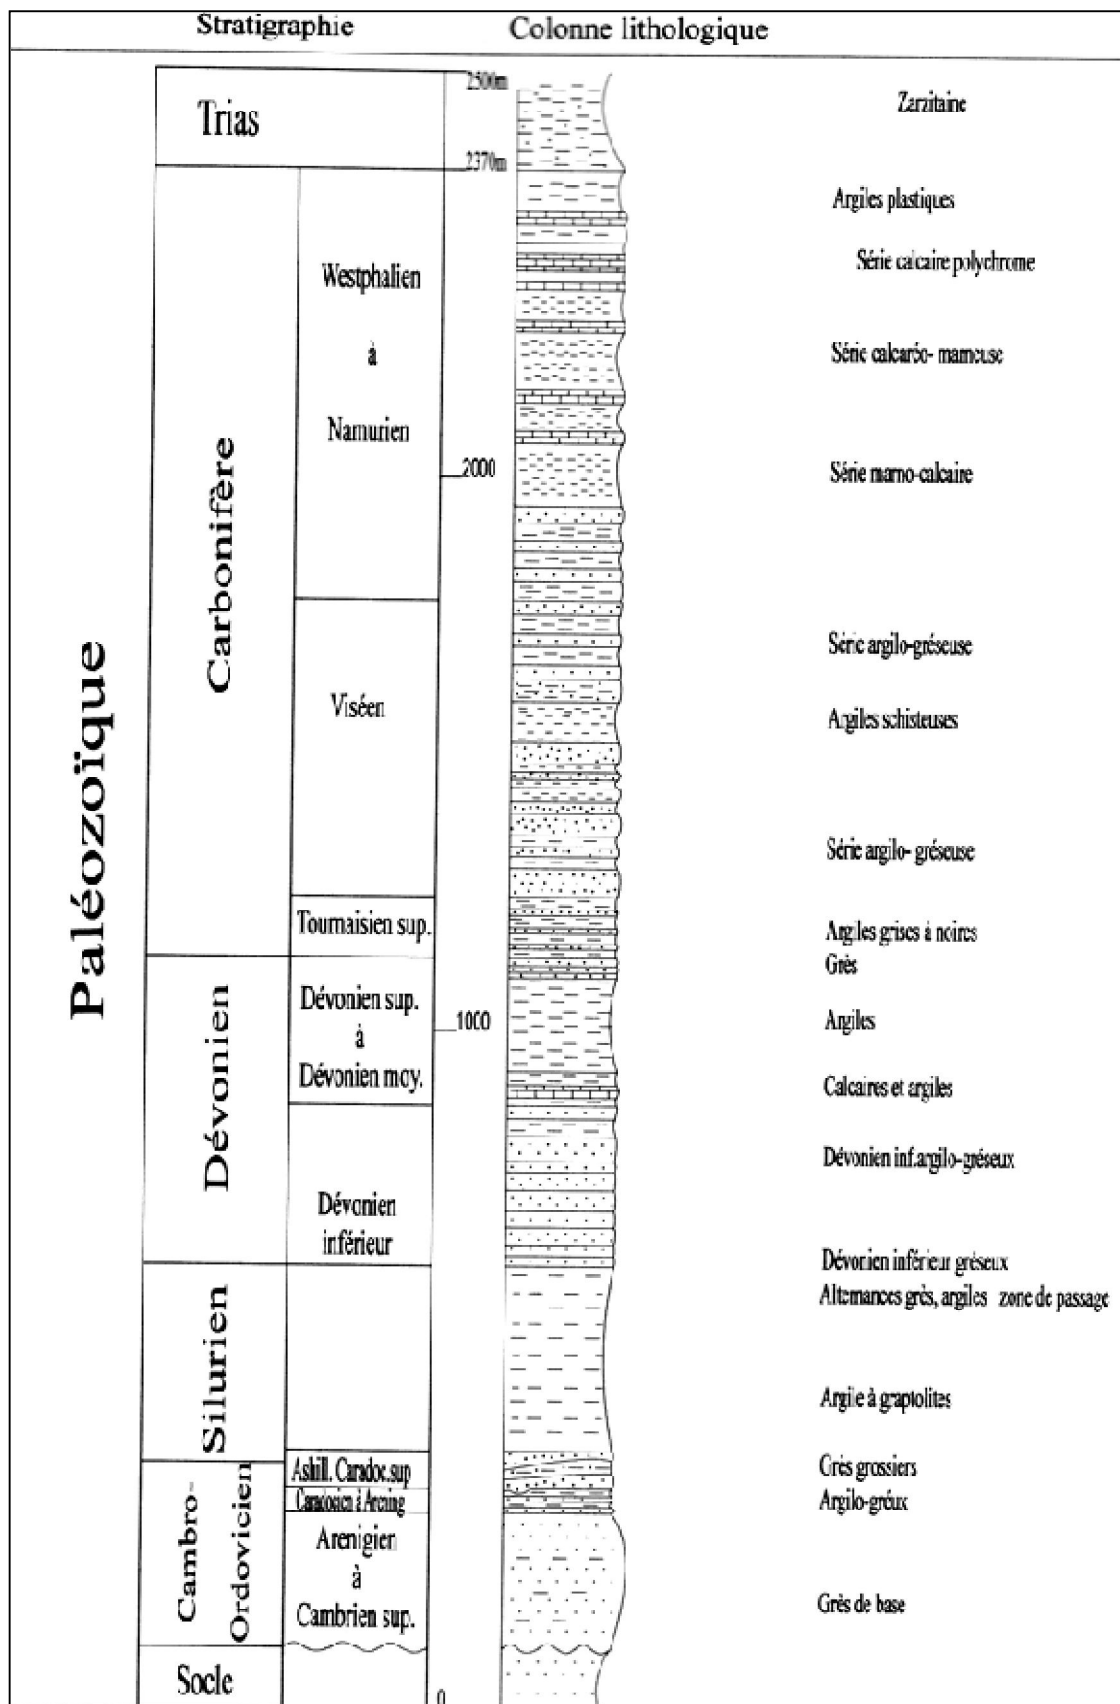 Stratigraphie Colonne lithologique
2500m
Zarzitaine
Trias
2370m
Argiles plastiques
Série calcaire polychrome
Westphalien
à
Namurien
Série calcaréo- marneuse
Carbonifère
2000
Série marno-calcaire
Série argilo-gréseuse
Viséen
Argiles schisteuses
Série argilo- gréseuse
Paléozoïque
Tournaisien sup.
Argiles grises à noires
Grès
Dévonien
Dévonien sup.
à
Dévonien moy.
1000
Argiles
Calcaires et argiles
Dévonien inf.argilo-gréseux
Dévonien
inférieur
Dévonien inférieur gréseux
Alternances grès, argiles zone de passage
Silurien
Argile à graptolites
Ashill. Caradoc.sup
Grès grossiers
Caradosien à Arening
Argilo-gréux
Cambro-
Ordovicien
Arenigien
à
Cambrien sup.
Grès de base
Socle
0